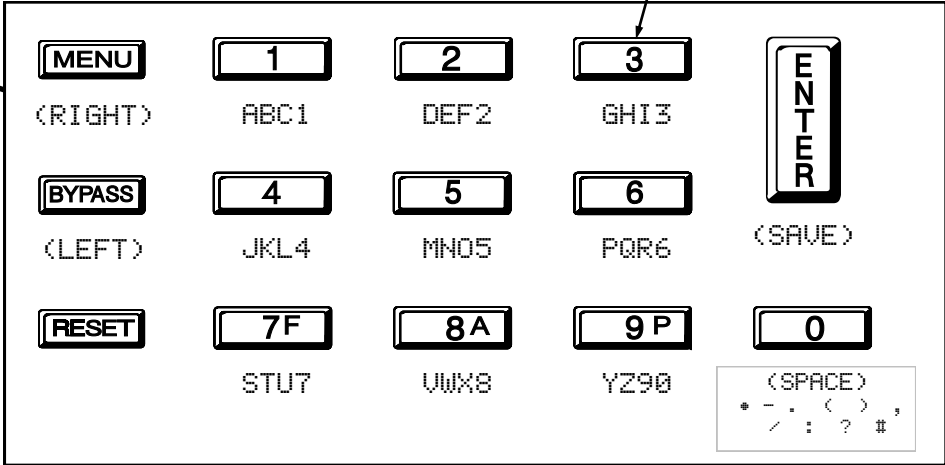 MENU 1 2 3 ENTER
(RIGHT) ABC1 DEF2 GHI3
BYPASS 4 5 6
(LEFT) JKL4 MNO5 PQR6 (SAVE)
RESET 7F 8A 9P 0
STU7 VWX8 YZ90 (SPACE)
* - . ( ) ,
/ : ? #